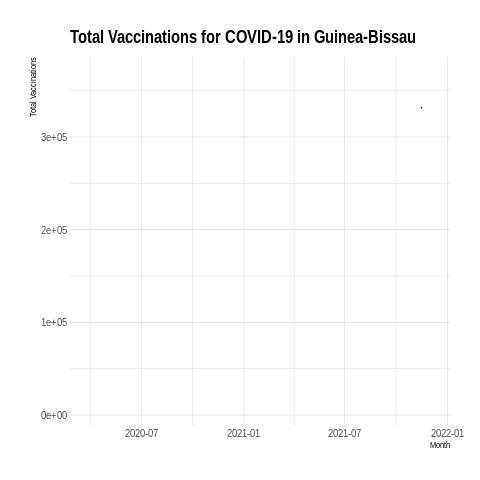 Total Vaccinations for COVID-19 in Guinea-Bissau
Total Vaccinations
3e+05
2e+05
1e+05
0e+00
2020-07 2021-01 2021-07 2022-01
Month